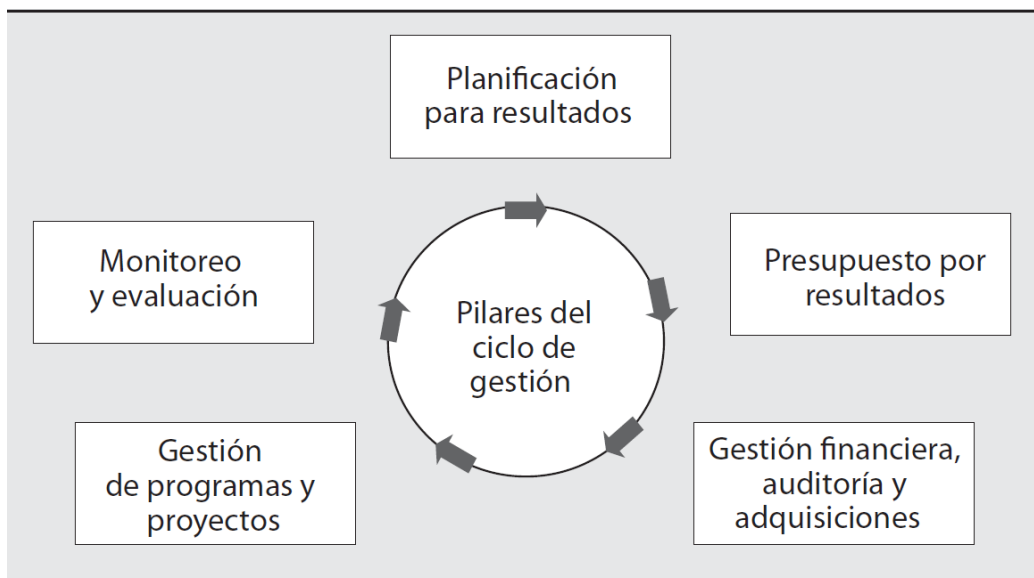 Planificación
para resultados
Presupuesto por
resultados
Gestión financiera,
auditoría y
adquisiciones
Gestión
de programas y
proyectos
Monitoreo
y evaluación
Pilares del
ciclo de
gestión